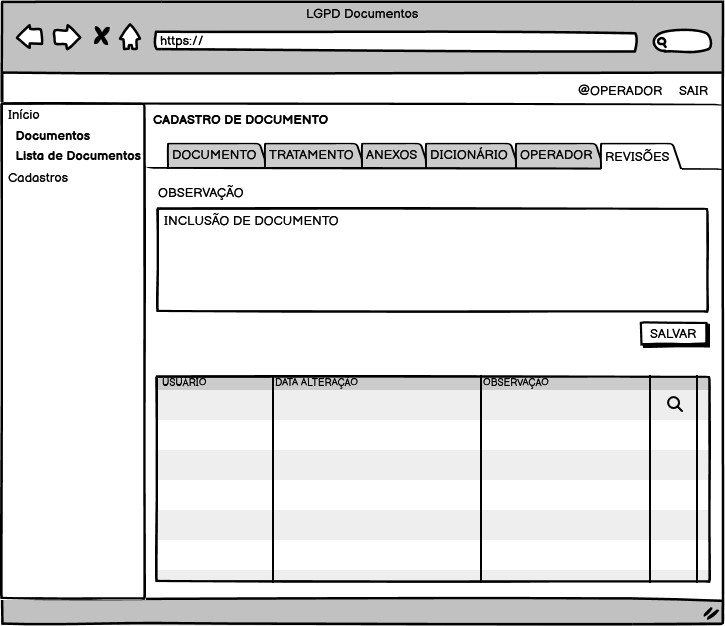 LGPD Documentos
https://
@OPERADOR SAIR
Início
Documentos
Lista de Documentos
Cadastros
CADASTRO DE DOCUMENTO
DOCUMENTO TRATAMENTO ANEXOS DICIONÁRIO OPERADOR REVISÕES
OBSERVAÇÃO
INCLUSÃO DE DOCUMENTO
SALVAR
USUÁRIO DATA ALTERAÇÃO OBSERVAÇÃO